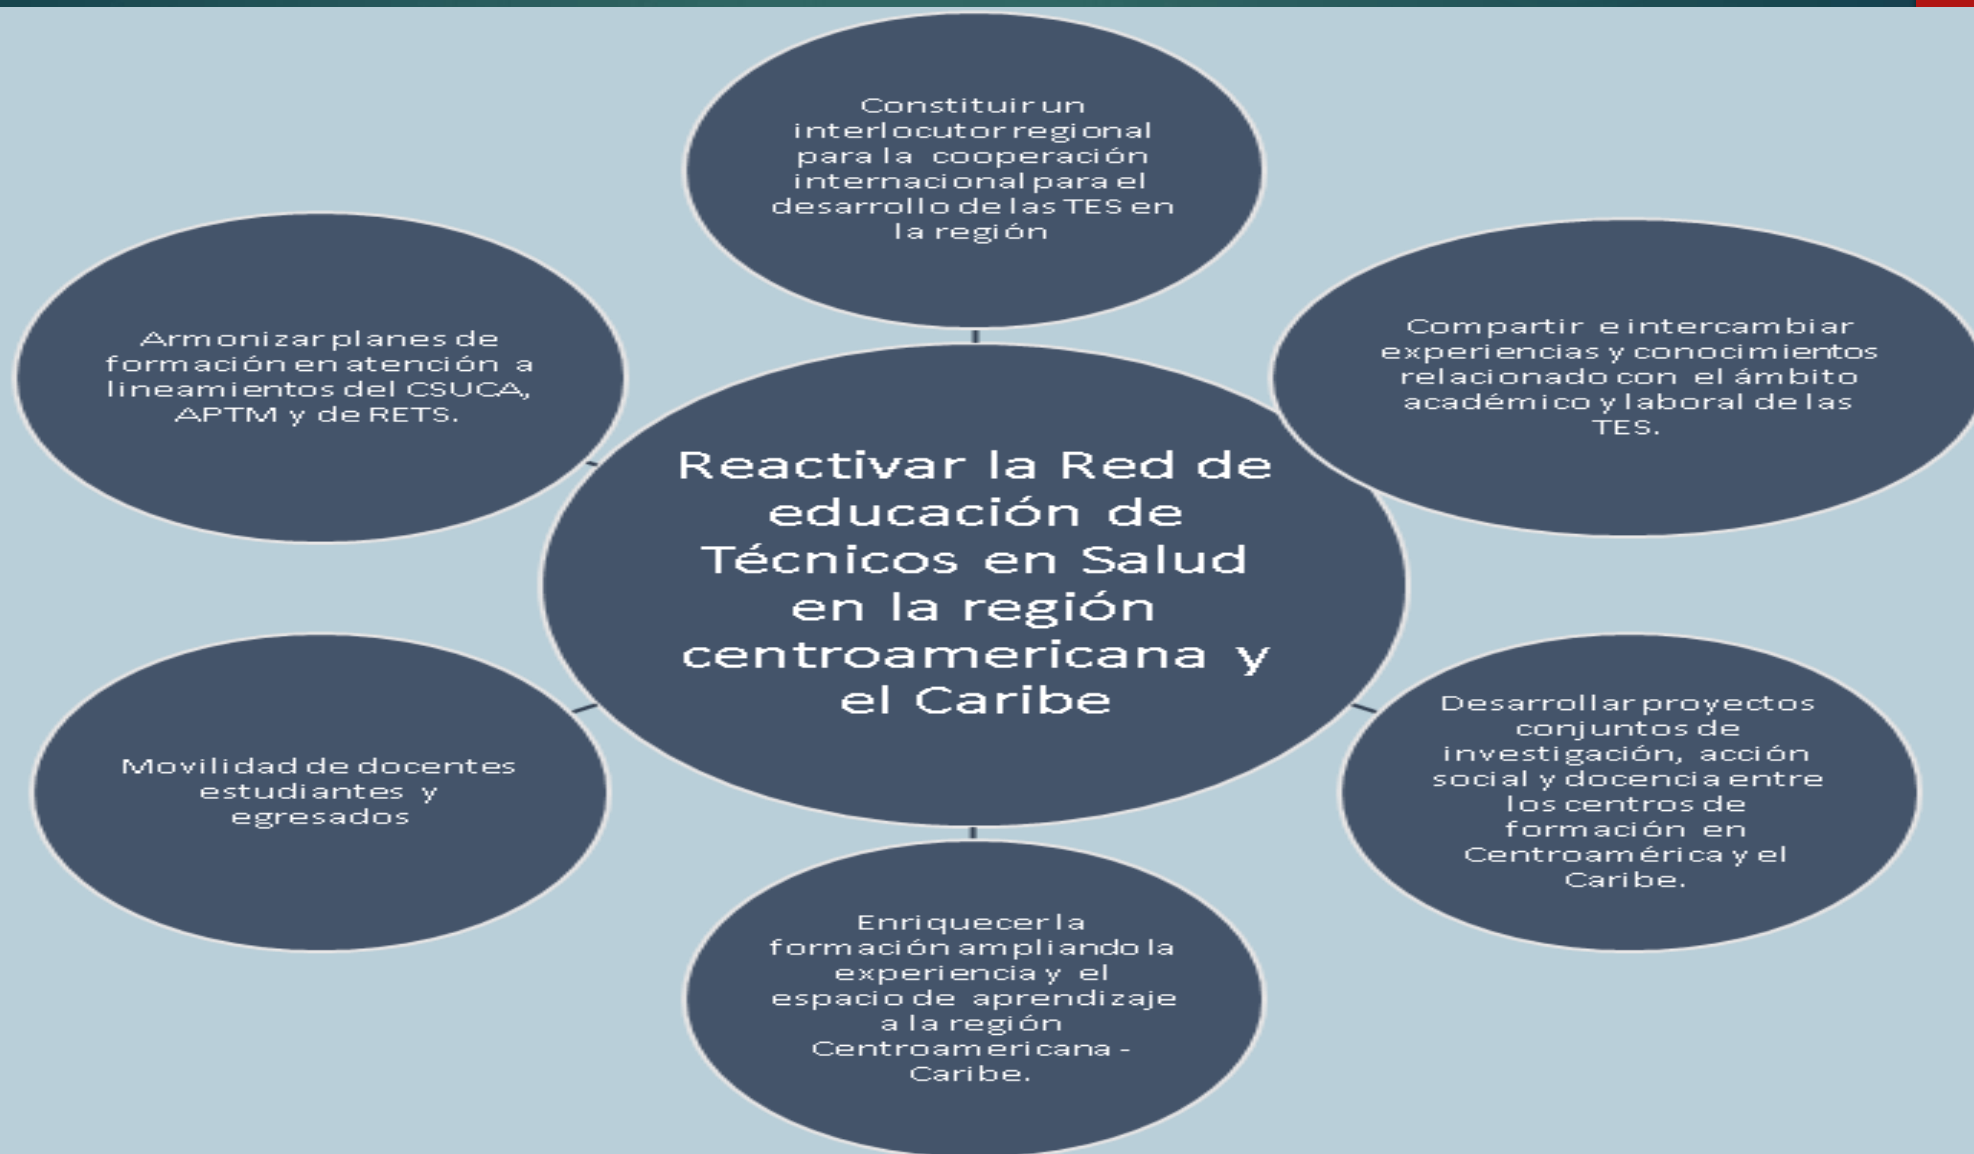 Constituir un
interlocutor regional
para la cooperación
internacional para el
desarrollo de las TES en
la región
Compartir e intercambiar
experiencias y conocimientos
relacionado con el ámbito
académico y laboral de las
TES.
Desarrollar proyectos
conjuntos de
investigación, acción
social y docencia entre
los centros de
formación en
Centroamérica y el
Caribe.
Enriquecer la
formación ampliando la
experiencia y el
espacio de aprendizaje
a la región
Centroamericana -
Caribe.
Movilidad de docentes
estudiantes y
egresados
Armonizar planes de
formación en atención a
lineamientos del CSUCA,
APTM y de RETS.
Reactivar la Red de
educación de
Técnicos en Salud
en la región
centroamericana y
el Caribe